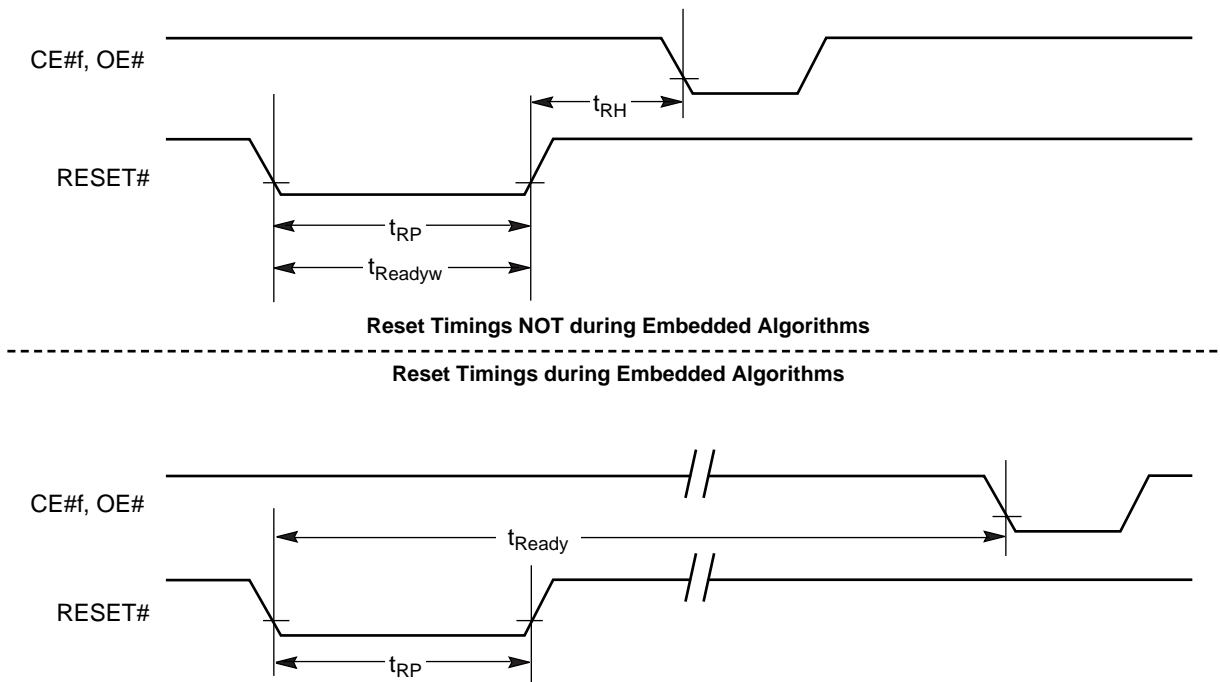 CE#f, OE#
tRH
RESET#
tRP
tReadyw
Reset Timings NOT during Embedded Algorithms
Reset Timings during Embedded Algorithms
CE#f, OE#
tReady
RESET#
tRP